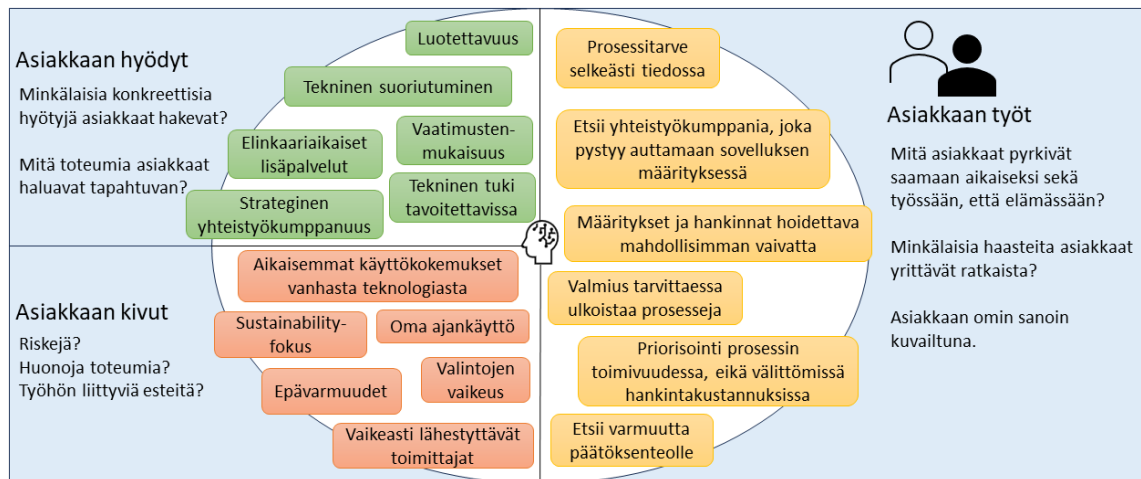 Asiakkaan hyödyt
Minkälaisia konkreettisia
hyötyjä asiakkaat hakevat?
Mitä toteumia asiakkaat
haluavat tapahtuvan?
Luotettavuus
Tekninen suoriutuminen
Elinkaariaikaiset
lisäpalvelut
Vaatimusten-
mukaisuus
Strateginen
yhteistyökumppanuus
Tekninen tuki
tavoitettavissa
Asiakkaan kivut
Riskejä?
Huonoja toteumia?
Työhön liittyviä esteitä?
Aikaisemmat käyttökokemukset
vanhasta teknologiasta
Sustainability-
fokus
Oma ajankäyttö
Epävarmuudet
Valintojen
vaikeus
Vaikeasti lähestyttävät
toimittajat
Prosessitarve
selkeästi tiedossa
Etsii yhteistyökumppania, joka
pystyy auttamaan sovelluksen
määrityksessä
Määritykset ja hankinnat hoidettava
mahdollisimman vaivatta
Valmius tarvittaessa
ulkoistaa prosesseja
Priorisointi prosessin
toimivuudessa, eikä välittömissä
hankintakustannuksissa
Etsii varmuutta
päätöksenteolle
Asiakkaan työt
Mitä asiakkaat pyrkivät
saamaan aikaiseksi sekä
työssään, että elämässään?
Minkälaisia haasteita asiakkaat
yrittävät ratkaista?
Asiakkaan omin sanoin
kuvailtuna.